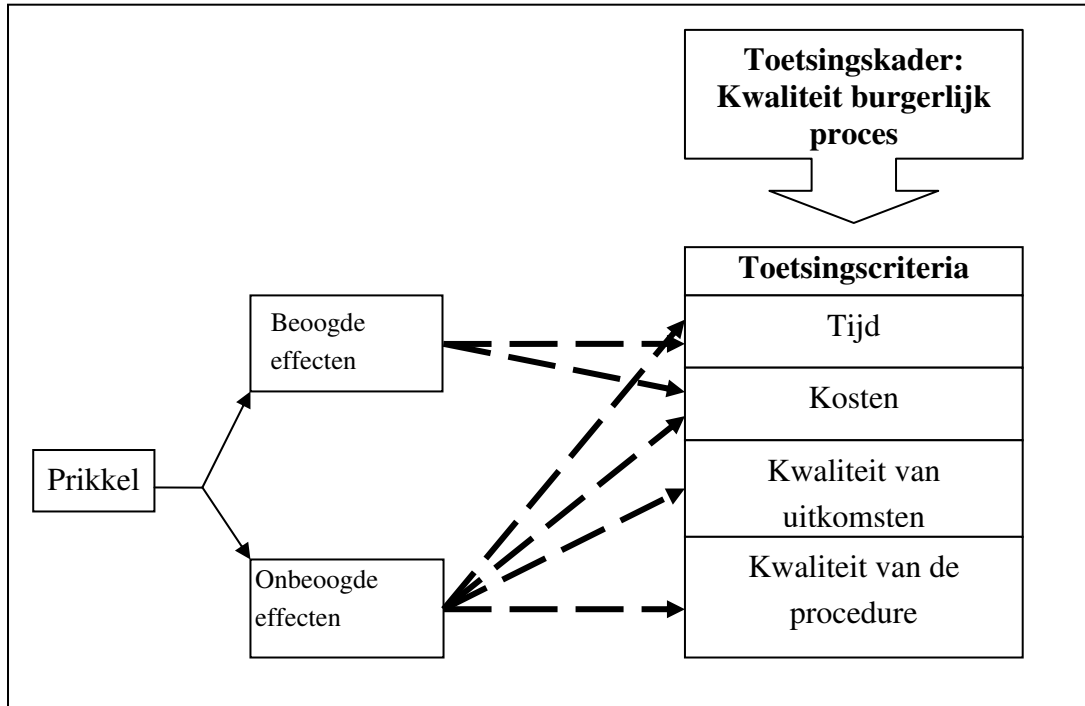 Toetsingskader:
Kwaliteit burgerlijk
proces
Toetsingscriteria
Tijd
Kosten
Kwaliteit van
uitkomsten
Kwaliteit van de
procedure
Beoogde
effecten
Prikkel
Onbeoogde
effecten